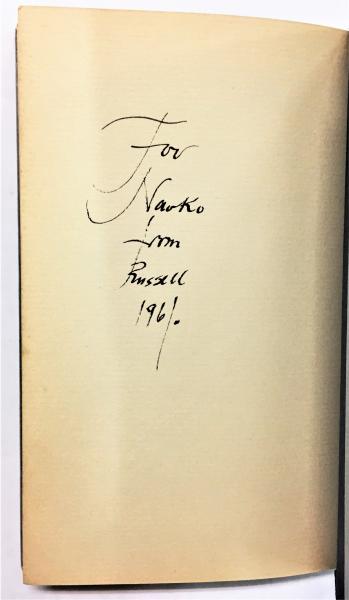 For
Naoko
from
Russell
1961.